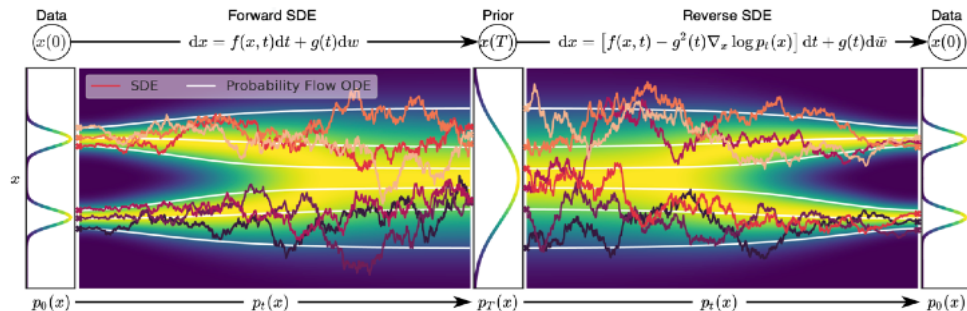 Data Forward SDE Prior Reverse SDE Data
x(0) dx = f(x, t)dt + g(t)dw x(T) dx = [f(x, t) − g²(t)∇ₓ log pₜ(x)] dt + g(t)dw̄ x(0)
SDE Probability Flow ODE
x
p₀(x) pₜ(x) p_T(x) pₜ(x) p₀(x)